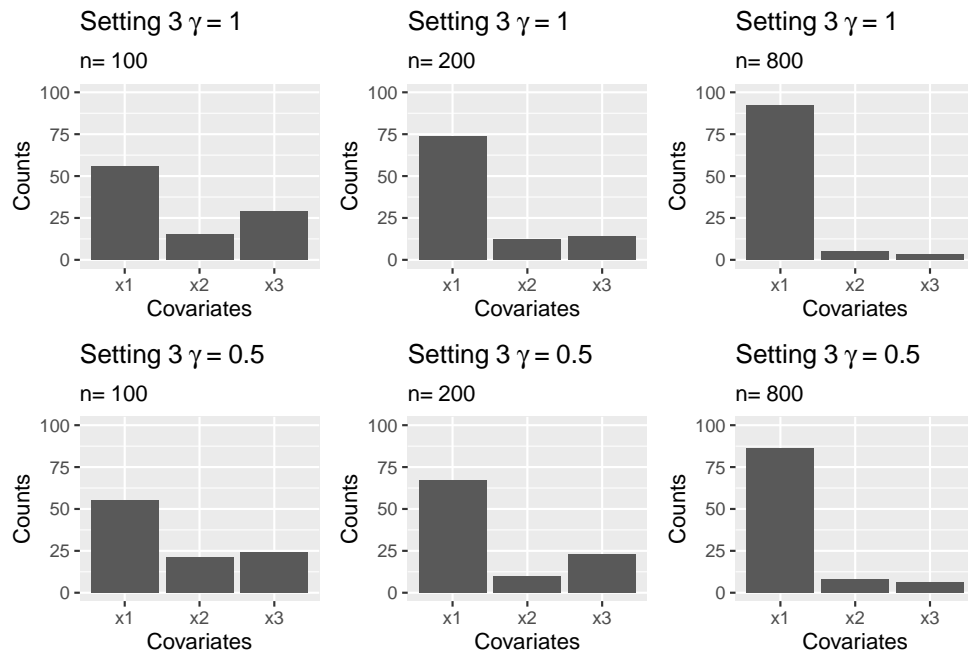 Setting 3 γ = 1
n= 100
100
75
50
25
0
Counts
x1 x2 x3
Covariates
Setting 3 γ = 1
n= 200
100
75
50
25
0
Counts
x1 x2 x3
Covariates
Setting 3 γ = 1
n= 800
100
75
50
25
0
Counts
x1 x2 x3
Covariates
Setting 3 γ = 0.5
n= 100
100
75
50
25
0
Counts
x1 x2 x3
Covariates
Setting 3 γ = 0.5
n= 200
100
75
50
25
0
Counts
x1 x2 x3
Covariates
Setting 3 γ = 0.5
n= 800
100
75
50
25
0
Counts
x1 x2 x3
Covariates